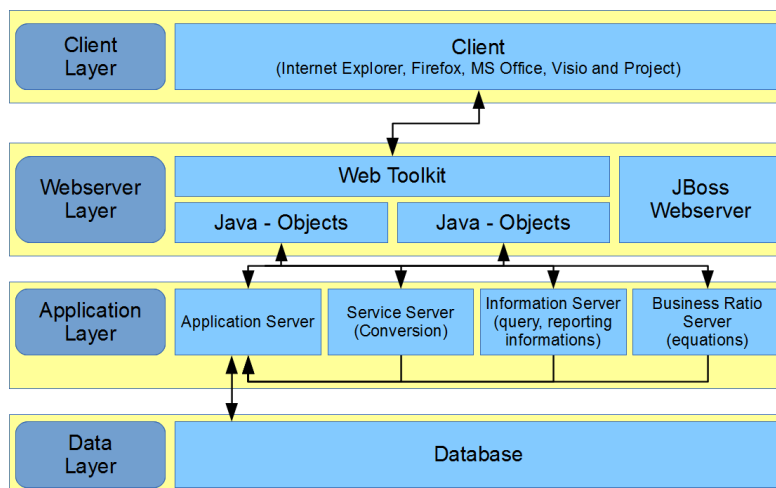 Client
Layer
Client
(Internet Explorer, Firefox, MS Office, Visio and Project)
Webserver
Layer
Web Toolkit
Java - Objects
Java - Objects
JBoss
Webserver
Application
Layer
Application Server
Service Server
(Conversion)
Information Server
(query, reporting
informations)
Business Ratio
Server
(equations)
Data
Layer
Database